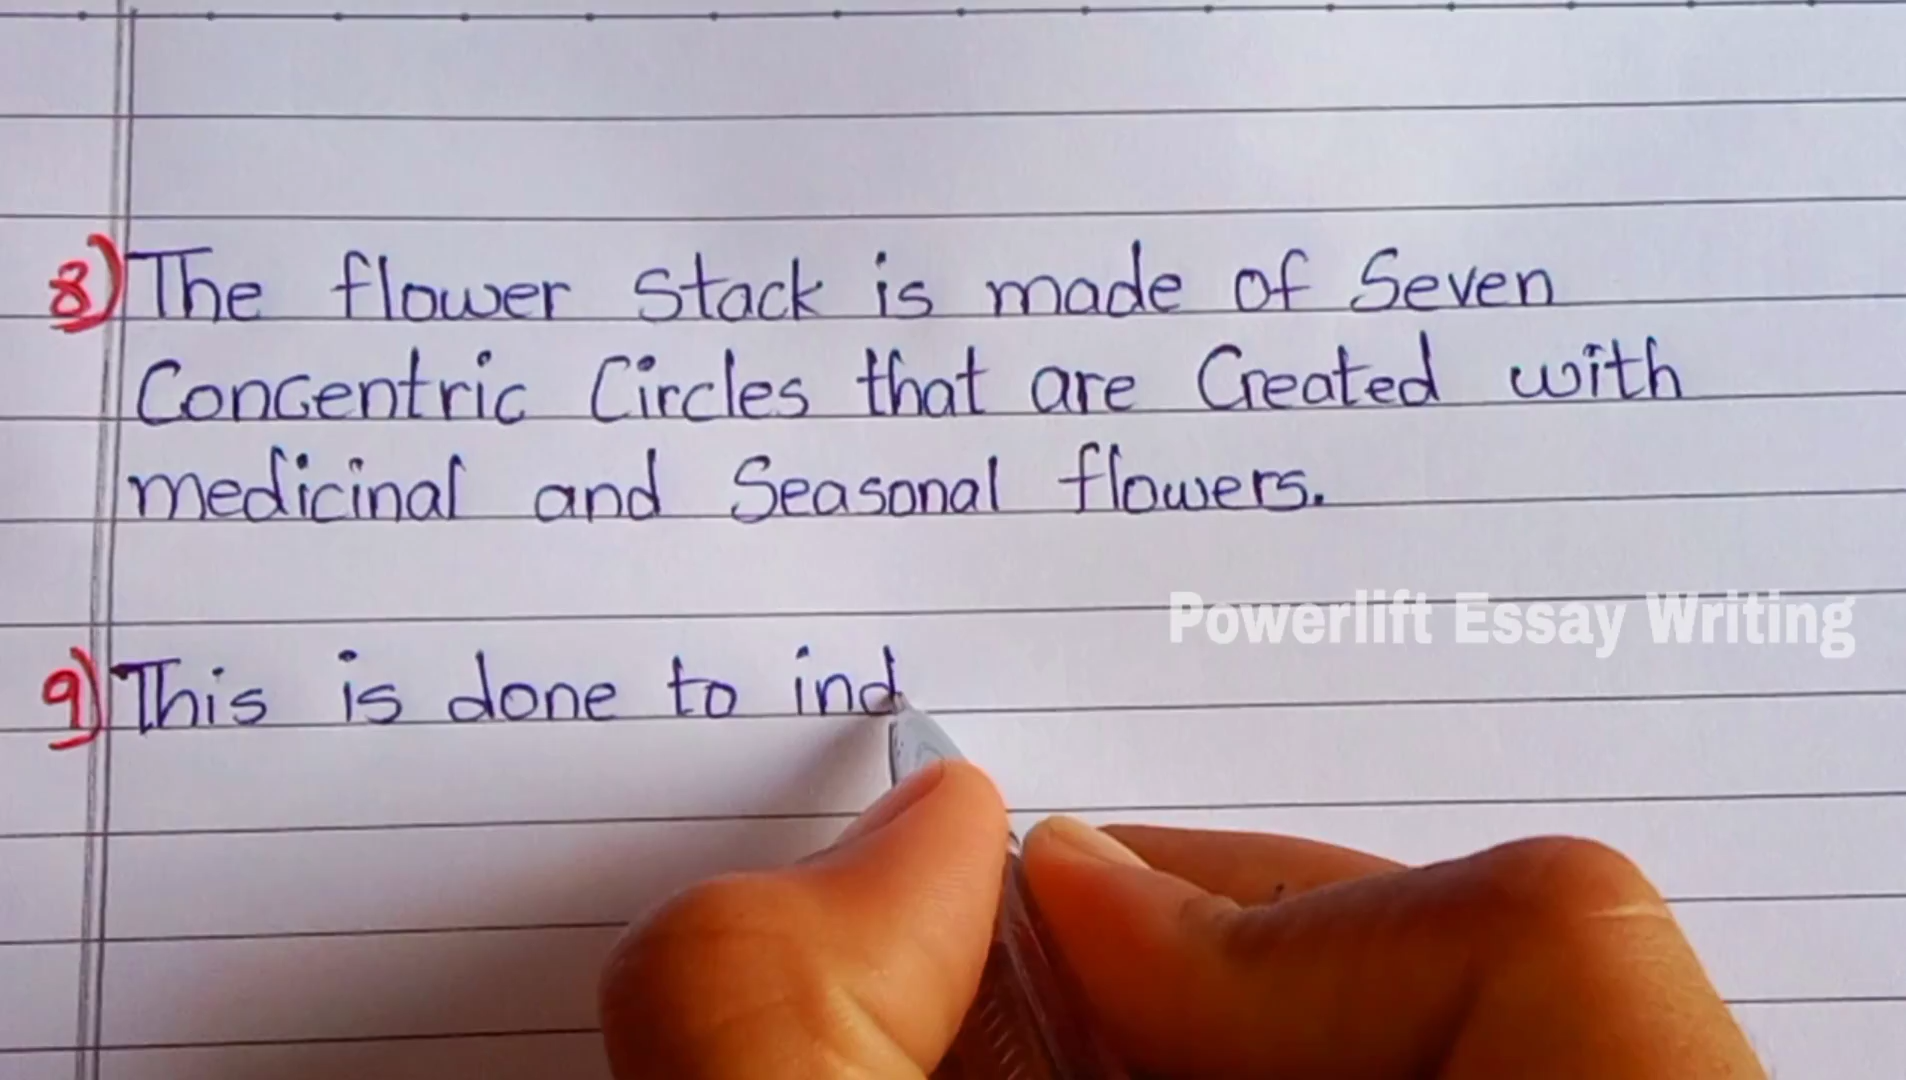 8) The flower Stack is made of Seven
Concentric Circles that are Created with
medicinal and Seasonal flowers.
Powerlift Essay Writing
9) This is done to ind